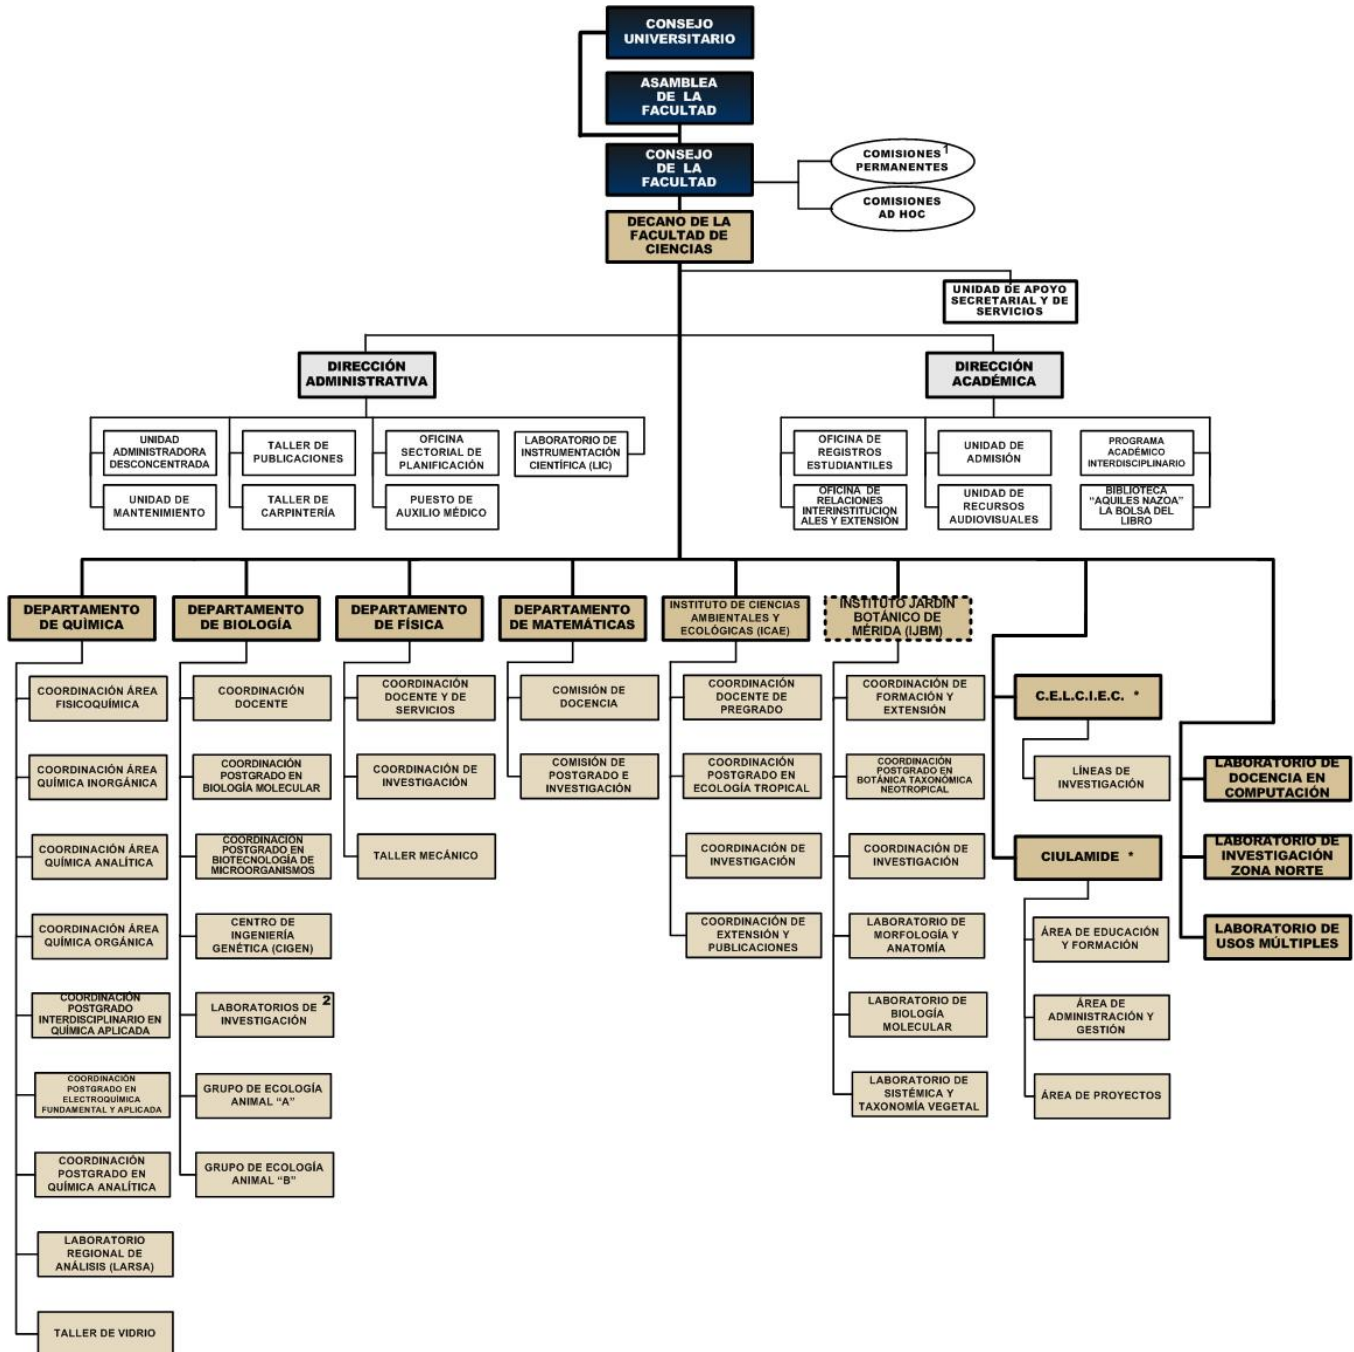 CONSEJO
UNIVERSITARIO
ASAMBLEA
DE LA
FACULTAD
CONSEJO
DE LA
FACULTAD
COMISIONES 1
PERMANENTES
COMISIONES
AD HOC
DECANO DE LA
FACULTAD DE
CIENCIAS
UNIDAD DE APOYO
SECRETARIAL Y DE
SERVICIOS
DIRECCIÓN
ADMINISTRATIVA
DIRECCIÓN
ACADÉMICA
UNIDAD
ADMINISTRADORA
DESCONCENTRADA
TALLER DE
PUBLICACIONES
OFICINA
SECTORIAL DE
PLANIFICACIÓN
LABORATORIO DE
INSTRUMENTACIÓN
CIENTÍFICA (LIC)
UNIDAD DE
MANTENIMIENTO
TALLER DE
CARPINTERÍA
PUESTO DE
AUXILIO MÉDICO
OFICINA DE
REGISTROS
ESTUDIANTILES
UNIDAD DE
ADMISIÓN
PROGRAMA
ACADÉMICO
INTERDISCIPLINARIO
OFICINA DE
RELACIONES
INTERINSTITUCION
ALES Y EXTENSIÓN
UNIDAD DE
RECURSOS
AUDIOVISUALES
BIBLIOTECA
“AQUILES NAZOA”
LA BOLSA DEL
LIBRO
DEPARTAMENTO
DE QUÌMICA
COORDINACIÓN ÁREA
FISICOQUÍMICA
COORDINACIÓN ÁREA
QUÍMICA INORGÁNICA
COORDINACIÓN ÁREA
QUÍMICA ANALÍTICA
COORDINACIÓN ÁREA
QUÍMICA ORGÁNICA
COORDINACIÓN
POSTGRADO
INTERDISCIPLINARIO EN
QUÍMICA APLICADA
COORDINACIÓN
POSTGRADO EN
ELECTROQUÍMICA
FUNDAMENTAL Y APLICADA
COORDINACIÓN
POSTGRADO EN
QUÍMICA ANALÍTICA
LABORATORIO
REGIONAL DE
ANÁLISIS (LARSA)
TALLER DE VIDRIO
DEPARTAMENTO
DE BIOLOGÍA
COORDINACIÓN
DOCENTE
COORDINACIÓN
POSTGRADO EN
BIOLOGÍA MOLECULAR
COORDINACIÓN
POSTGRADO EN
BIOTECNOLOGÍA DE
MICROORGANISMOS
CENTRO DE
INGENIERÍA
GENÉTICA (CIGEN)
LABORATORIOS DE 2
INVESTIGACIÓN
GRUPO DE ECOLOGÍA
ANIMAL “A”
GRUPO DE ECOLOGÍA
ANIMAL “B”
DEPARTAMENTO
DE FÍSICA
COORDINACIÓN
DOCENTE Y DE
SERVICIOS
COORDINACIÓN DE
INVESTIGACIÓN
TALLER MECÁNICO
DEPARTAMENTO
DE MATEMÁTICAS
COMISIÓN DE
DOCENCIA
COMISIÓN DE
POSTGRADO E
INVESTIGACIÓN
INSTITUTO DE CIENCIAS
AMBIENTALES Y
ECOLÓGICAS (ICAE)
COORDINACIÓN
DOCENTE DE
PREGRADO
COORDINACIÓN
POSTGRADO EN
ECOLOGÍA TROPICAL
COORDINACIÓN DE
INVESTIGACIÓN
COORDINACIÓN DE
EXTENSIÓN Y
PUBLICACIONES
INSTITUTO JARDÍN
BOTÁNICO DE
MÉRIDA (IJBM)
COORDINACIÓN DE
FORMACIÓN Y
EXTENSIÓN
COORDINACIÓN
POSTGRADO EN
BOTÁNICA TAXONÓMICA
NEOTROPICAL
COORDINACIÓN DE
INVESTIGACIÓN
LABORATORIO DE
MORFOLOGÍA Y
ANATOMÍA
LABORATORIO DE
BIOLOGÍA
MOLECULAR
LABORATORIO DE
SISTÉMICA Y
TAXONOMÍA VEGETAL
C.E.L.C.I.E.C. *
LÍNEAS DE
INVESTIGACIÓN
CIULAMIDE *
ÁREA DE EDUCACIÓN
Y FORMACIÓN
ÁREA DE
ADMINISTRACIÓN Y
GESTIÓN
ÁREA DE PROYECTOS
LABORATORIO DE
DOCENCIA EN
COMPUTACIÓN
LABORATORIO DE
INVESTIGACIÓN
ZONA NORTE
LABORATORIO DE
USOS MÚLTIPLES